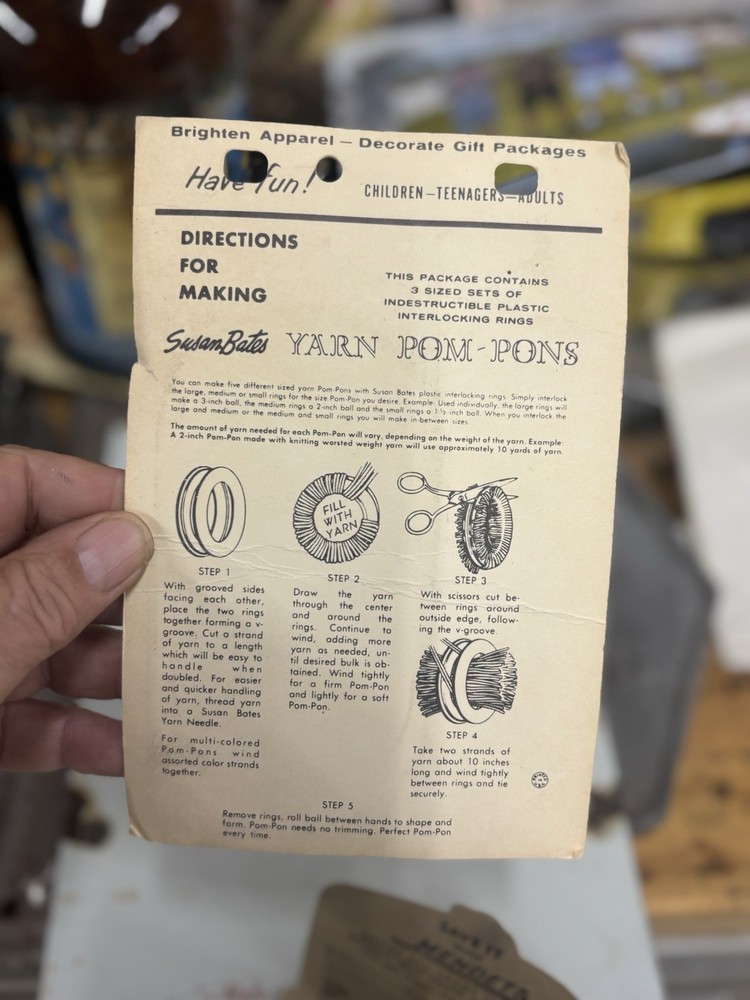 Brighten Apparel — Decorate Gift Packages
Have fun!
CHILDREN—TEENAGERS—ADULTS
DIRECTIONS
FOR
MAKING
THIS PACKAGE CONTAINS
3 SIZED SETS OF
INDESTRUCTIBLE PLASTIC
INTERLOCKING RINGS
Susan Bates YARN POM-PONS
You can make five different sized yarn Pom-Pons with Susan Bates plastic interlocking rings. Simply interlock
the large, medium or small rings for the size Pom-Pon you desire. Example: Used individually, the large rings will
make a 3-inch ball, the medium rings a 2-inch ball and the small rings a 1½-inch ball. When you interlock the
large and medium or the medium and small rings you will make in-between sizes.
The amount of yarn needed for each Pom-Pon will vary, depending on the weight of the yarn. Example:
A 2-inch Pom-Pon made with knitting worsted weight yarn will use approximately 10 yards of yarn.
FILL
WITH
YARN
STEP 1
With grooved sides
facing each other,
place the two rings
together forming a v-
groove. Cut a strand
of yarn to a length
which will be easy to
handle when
doubled. For easier
and quicker handling
of yarn, thread yarn
into a Susan Bates
Yarn Needle.
For multi-colored
Pom-Pons wind
assorted color strands
together.
STEP 2
Draw the yarn
through the center
and around the
rings. Continue to
wind, adding more
yarn as needed, un-
til desired bulk is ob-
tained. Wind tightly
for a firm Pom-Pon
and lightly for a soft
Pom-Pon.
STEP 3
With scissors cut be-
tween rings around
outside edge, follow-
ing the v-groove.
STEP 4
Take two strands of
yarn about 10 inches
long and wind tightly
between rings and tie
securely.
STEP 5
Remove rings, roll ball between hands to shape and
form. Pom-Pon needs no trimming. Perfect Pom-Pon
every time.
SAVE IT